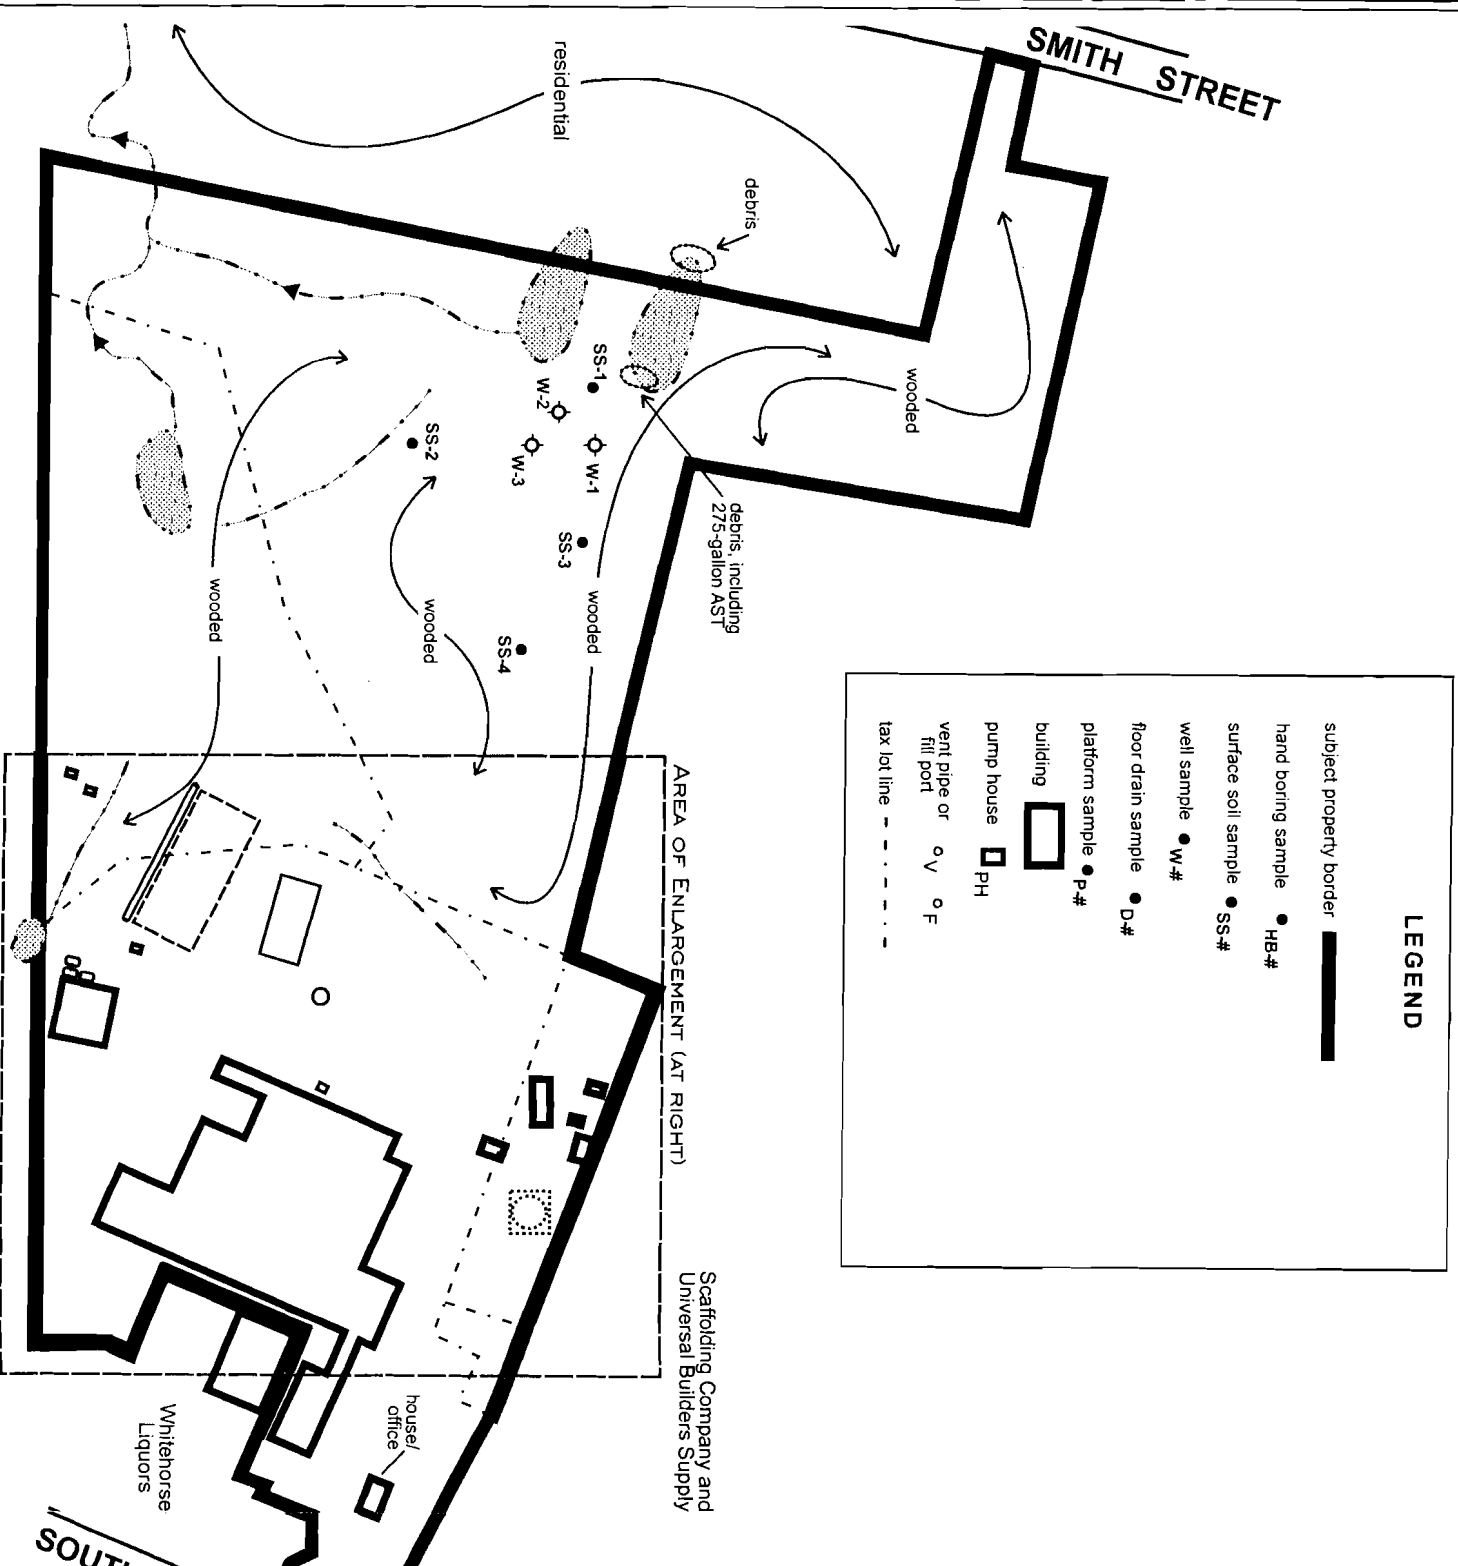 SMITH STREET
residential
debris
wooded
SS-1
W-2
W-1
W-3
SS-2
SS-3
SS-4
debris, including
275-gallon AST
wooded
wooded
wooded
AREA OF ENLARGEMENT (AT RIGHT)
Scaffolding Company and
Universal Builders Supply
house/
office
Whitehorse
Liquors
LEGEND
subject property border
hand boring sample HB-#
surface soil sample SS-#
well sample W-#
floor drain sample D-#
platform sample P-#
building
pump house PH
vent pipe or
fill port
V F
tax lot line